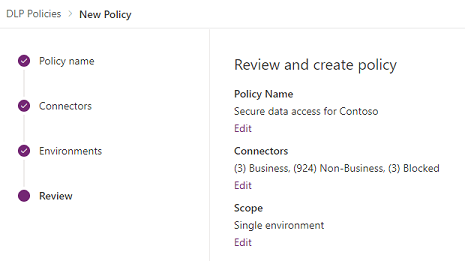 DLP Policies > New Policy
Policy name
Connectors
Environments
Review
Review and create policy
Policy Name
Secure data access for Contoso
Edit
Connectors
(3) Business, (924) Non-Business, (3) Blocked
Edit
Scope
Single environment
Edit